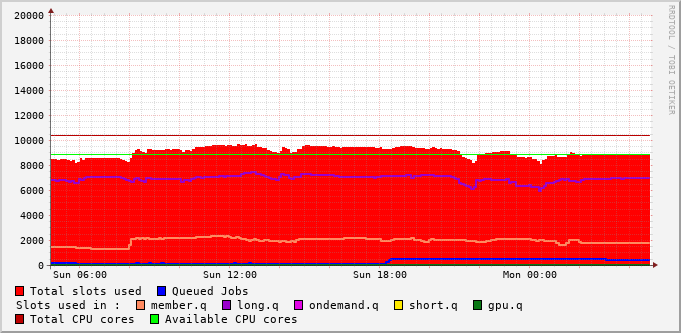 20000
18000
16000
14000
12000
10000
8000
6000
4000
2000
0
Sun 06:00 Sun 12:00 Sun 18:00 Mon 00:00
Total slots used Queued Jobs
Slots used in : member.q long.q ondemand.q short.q gpu.q
Total CPU cores Available CPU cores
RRDTOOL / TOBI OETIKER